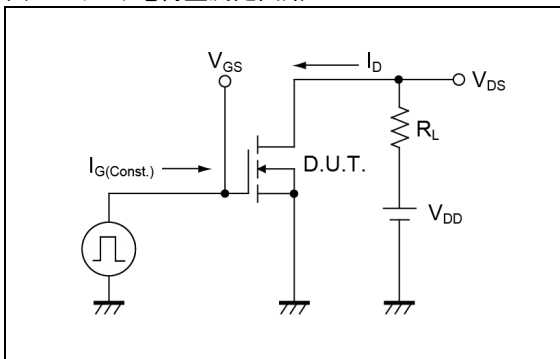 V_GS
I_D
V_DS
R_L
I_G(Const.)
D.U.T.
V_DD